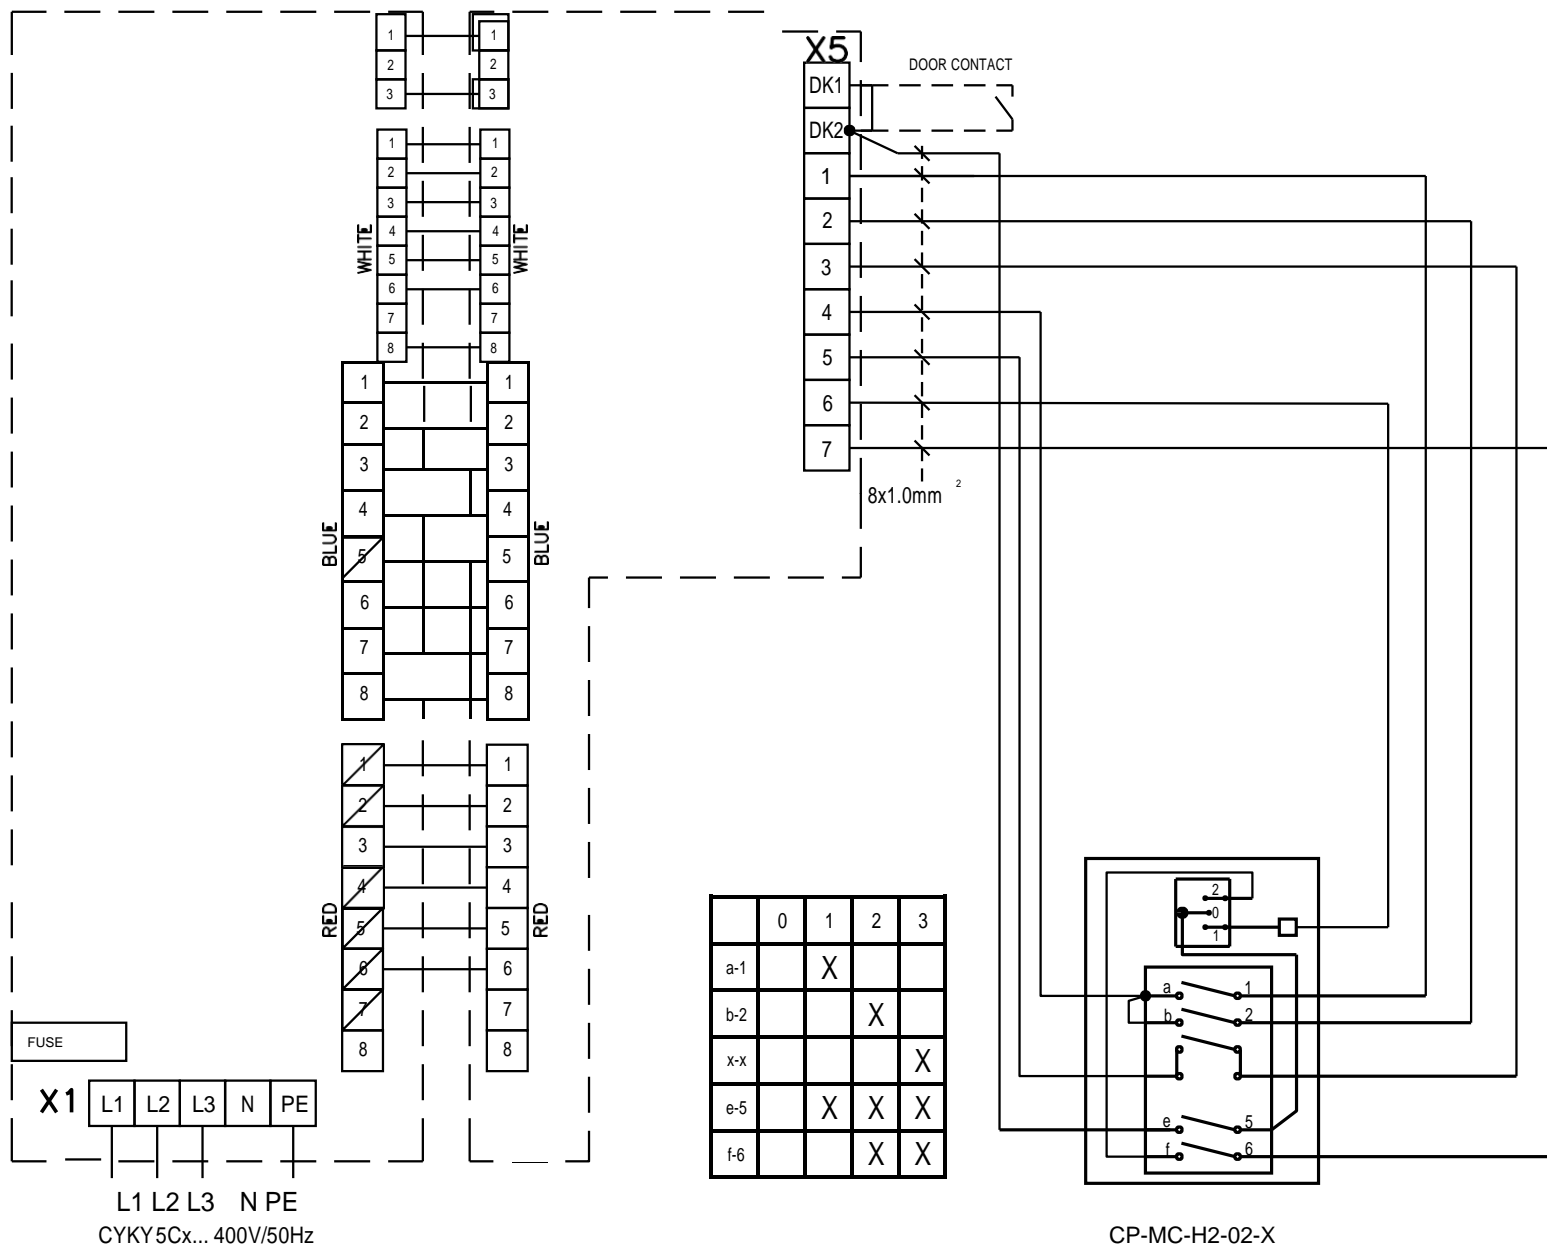 1 1
2 2
3 3
1 1
2 2
3 3
4 4
5 5
6 6
7 7
8 8
WHITE WHITE
1 1
2 2
3 3
4 4
5 5
6 6
7 7
8 8
BLUE BLUE
1 1
2 2
3 3
4 4
5 5
6 6
7 7
8 8
RED RED
FUSE
X1 L1 L2 L3 N PE
L1 L2 L3 N PE
CYKY5Cx... 400V/50Hz
X5
DK1
DK2
1
2
3
4
5
6
7
DOOR CONTACT
8x1.0mm 2
0 1 2 3
a-1 X
b-2 X
x-x X
e-5 X X X
f-6 X X
2
0
1
a 1
b 2
e 5
f 6
CP-MC-H2-02-X